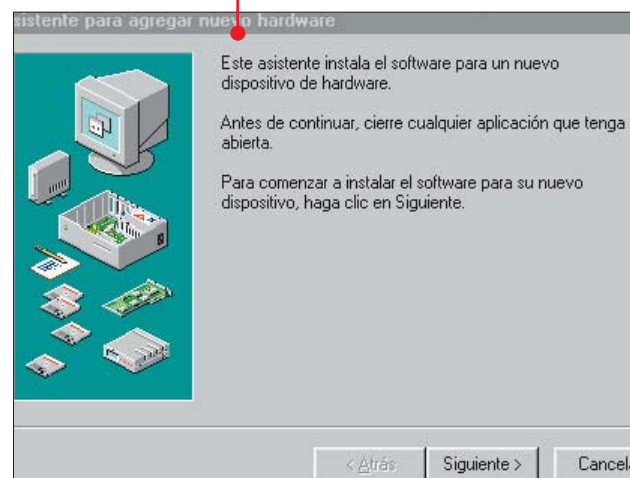 sistente para agregar nuevo hardware
Este asistente instala el software para un nuevo
dispositivo de hardware.
Antes de continuar, cierre cualquier aplicación que tenga
abierta.
Para comenzar a instalar el software para su nuevo
dispositivo, haga clic en Siguiente.
< Atrás
Siguiente >
Cancela